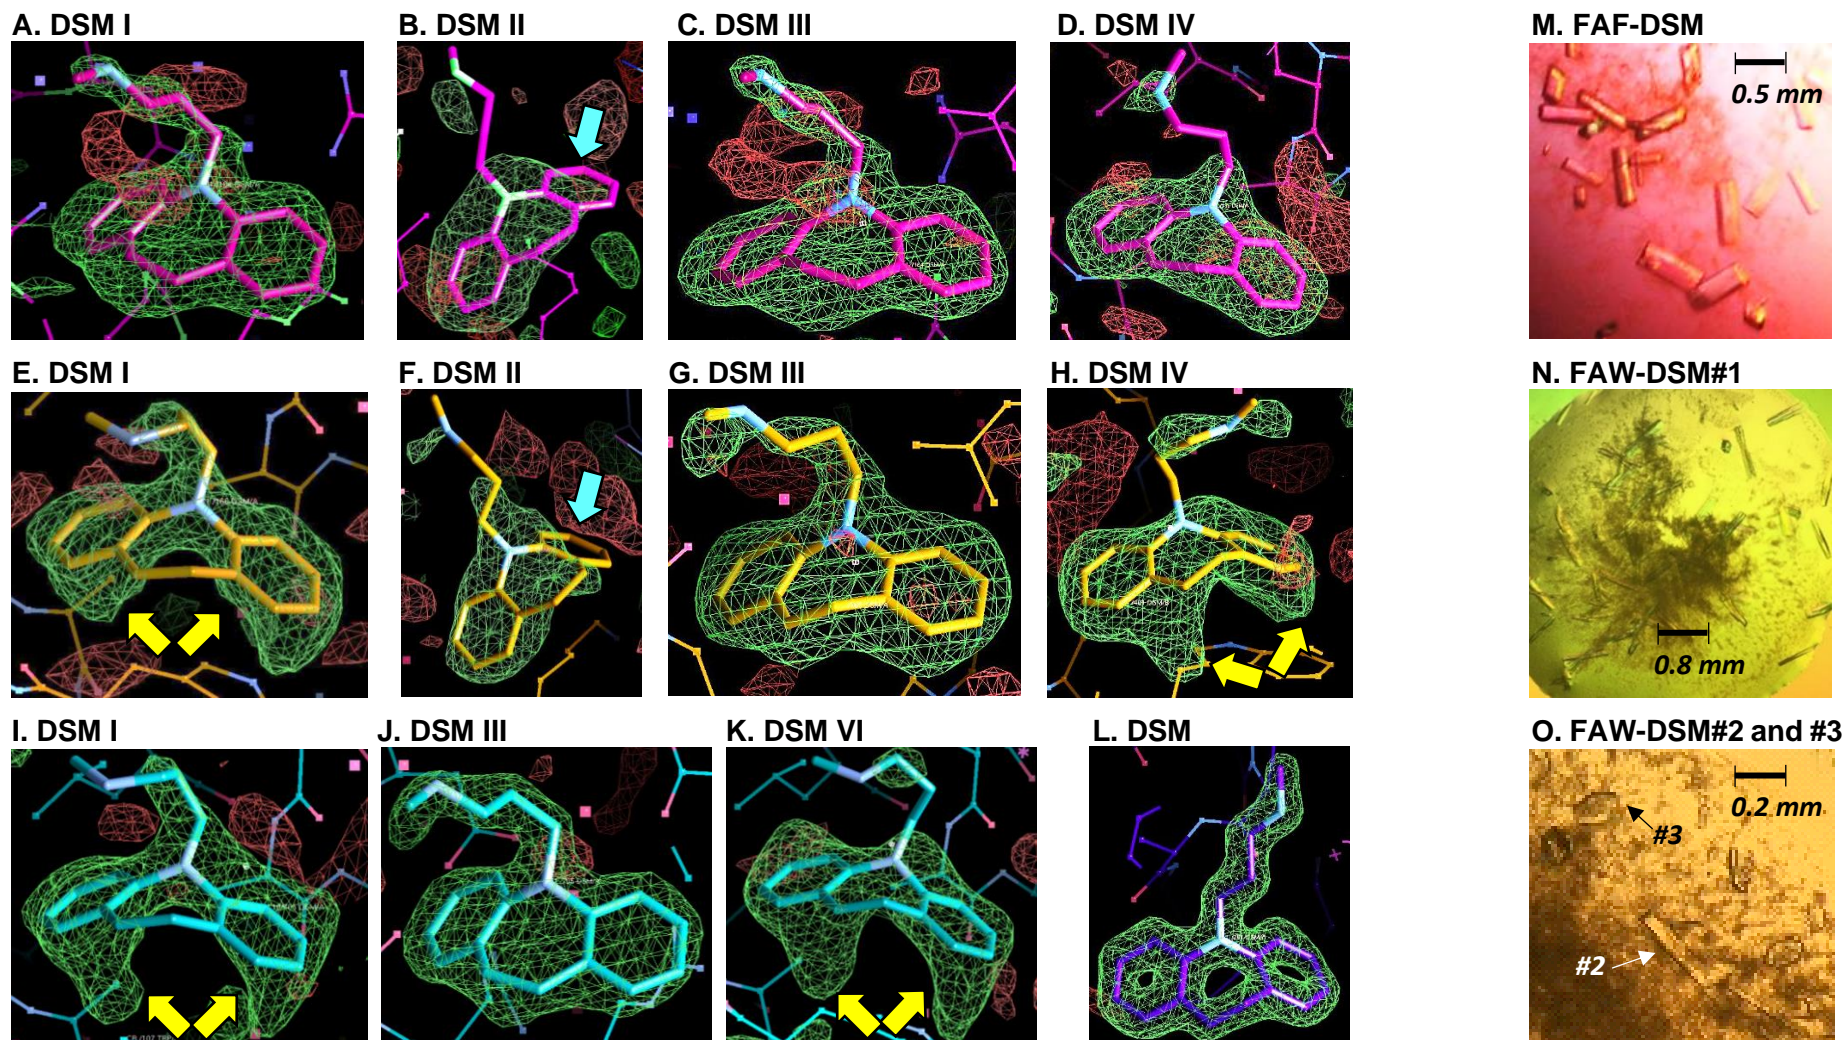 A. DSM I
B. DSM II
C. DSM III
D. DSM IV
M. FAF-DSM
0.5 mm
E. DSM I
F. DSM II
G. DSM III
H. DSM IV
N. FAW-DSM#1
0.8 mm
I. DSM I
J. DSM III
K. DSM VI
L. DSM
O. FAW-DSM#2 and #3
0.2 mm
#3
#2